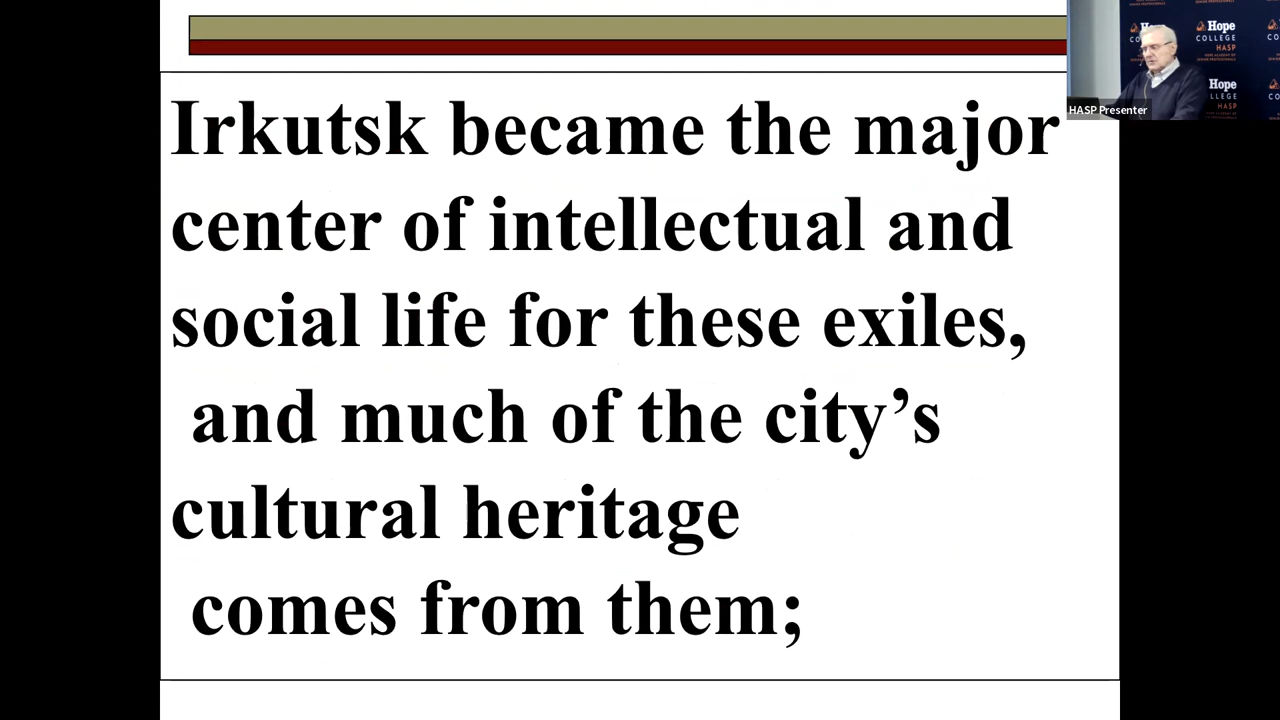 Irkutsk became the major
center of intellectual and
social life for these exiles,
and much of the city’s
cultural heritage
comes from them;
Hope
COLLEGE
HASP
Hope
HASP
HASP Presenter